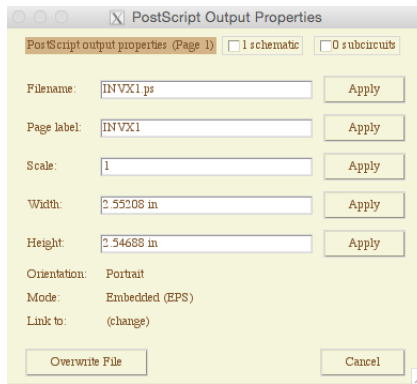 PostScript Output Properties
PostScript output properties (Page 1) 1 schematic 0 subcircuits
Filename: INVX1.ps Apply
Page label: INVX1 Apply
Scale: 1 Apply
Width: 2.55208 in Apply
Height: 2.54688 in Apply
Orientation: Portrait
Mode: Embedded (EPS)
Link to: (change)
Overwrite File Cancel